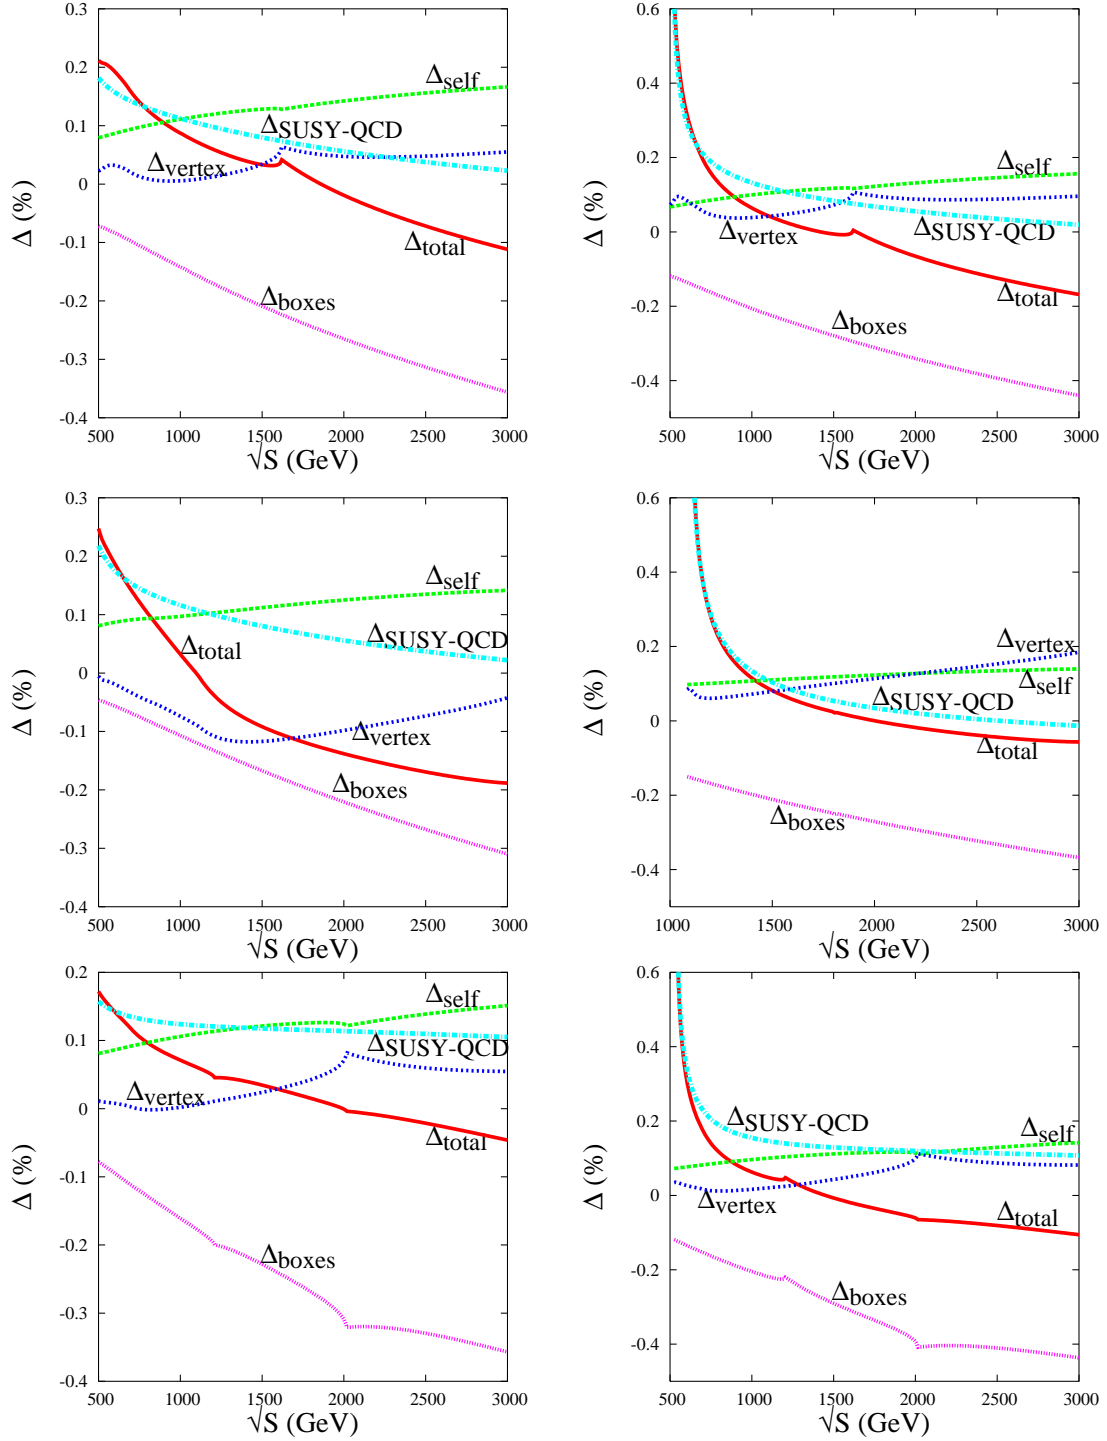 0.3
0.2
0.1
0
-0.1
-0.2
-0.3
-0.4
500 1000 1500 2000 2500 3000
Δ (%)
√S (GeV)
Δself
ΔSUSY-QCD
Δvertex
Δtotal
Δboxes
0.6
0.4
0.2
0
-0.2
-0.4
500 1000 1500 2000 2500 3000
Δ (%)
√S (GeV)
Δself
Δvertex
ΔSUSY-QCD
Δtotal
Δboxes
0.3
0.2
0.1
0
-0.1
-0.2
-0.3
-0.4
500 1000 1500 2000 2500 3000
Δ (%)
√S (GeV)
Δself
Δtotal
ΔSUSY-QCD
Δvertex
Δboxes
0.6
0.4
0.2
0
-0.2
-0.4
1000 1500 2000 2500 3000
Δ (%)
√S (GeV)
Δvertex
Δself
ΔSUSY-QCD
Δtotal
Δboxes
0.2
0.1
0
-0.1
-0.2
-0.3
-0.4
500 1000 1500 2000 2500 3000
Δ (%)
√S (GeV)
Δself
ΔSUSY-QCD
Δvertex
Δtotal
Δboxes
0.6
0.4
0.2
0
-0.2
-0.4
500 1000 1500 2000 2500 3000
Δ (%)
√S (GeV)
ΔSUSY-QCD
Δself
Δvertex
Δtotal
Δboxes